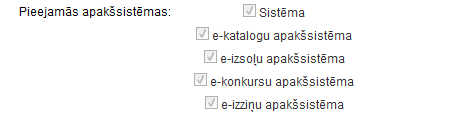 Pieejamās apakšsistēmas: Sistēma
e-katalogu apakšsistēma
e-izsoļu apakšsistēma
e-konkursu apakšsistēma
e-izziņu apakšsistēma